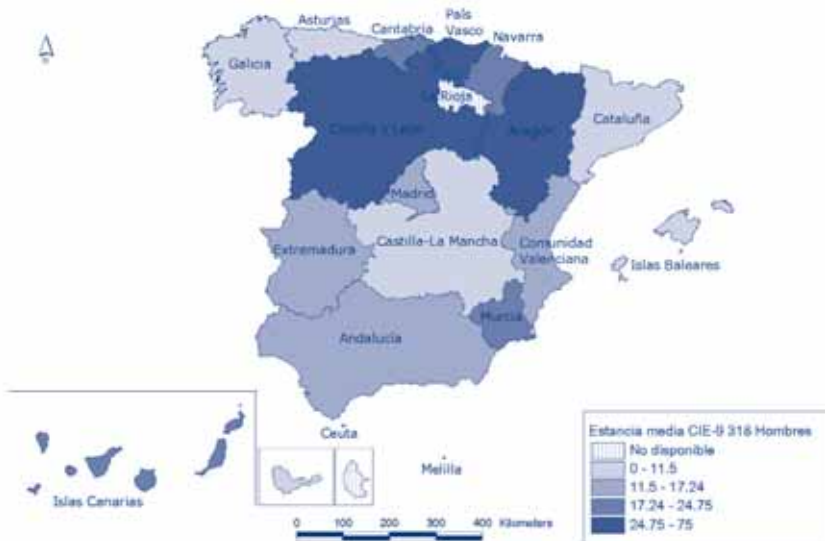 Asturias
Cantabria
País
Vasco
Navarra
Galicia
La Rioja
Castilla y León
Aragón
Cataluña
Madrid
Castilla-La Mancha
Extremadura
Comunidad
Valenciana
Islas Baleares
Murcia
Andalucía
Ceuta
Melilla
Islas Canarias
Estancia media CIE-9 318 Hombres
No disponible
0 - 11.5
11.5 - 17.24
17.24 - 24.75
24.75 - 75
0 100 200 300 400 Kilometers